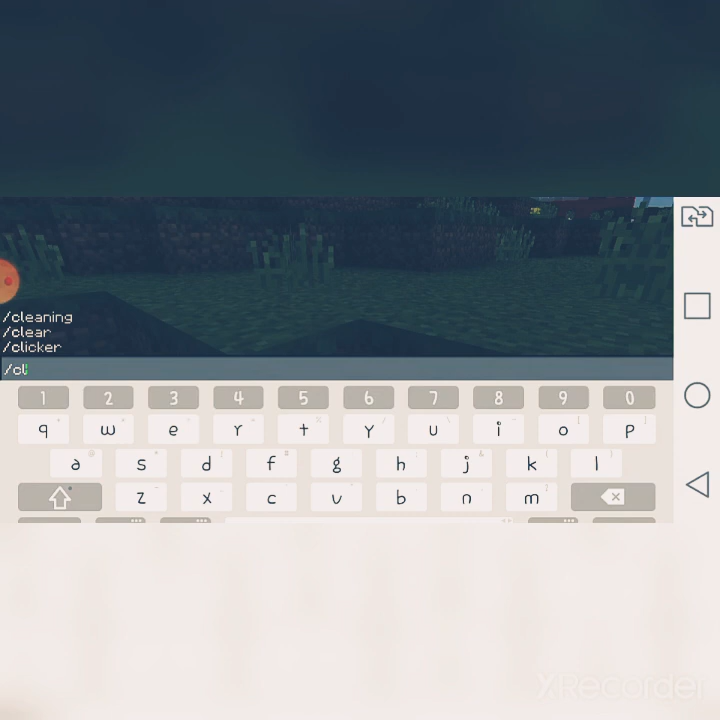 /cleaning
/clear
/clicker
/cl
1 2 3 4 5 6 7 8 9 0
q w e r t y u i o p
a s d f g h j k l
z x c v b n m
XRecorder